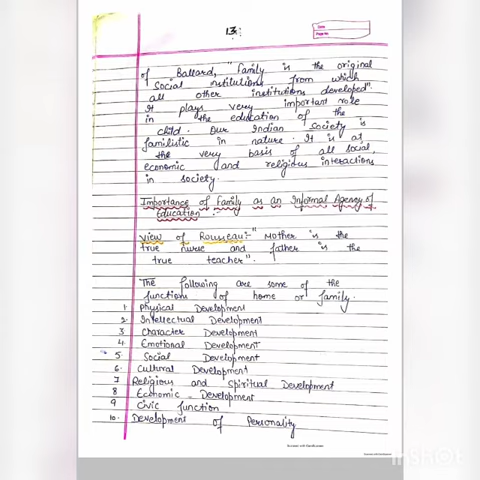 13
Date:
Page No.
of Ballard, "Family is the original
social institutions from which
all other institutions developed".
It plays very important role
in the education of the
child. Our Indian society is
familistic in nature. It is at
the very basis of all social
economic and religious interactions
in society.
Importance of Family as an Informal Agency of
Education :-
View of Rousseau:- "Mother is the
true nurse and father is the
true teacher".
The following are some of the
functions of home or family.
1. Physical Development
2. Intellectual Development
3 Character Development
4. Emotional Development
5. Social Development
6. Cultural Development
7 Religious and Spiritual Development
8 Economic Development
9 Civic function
10. Development of Personality
INSHOT